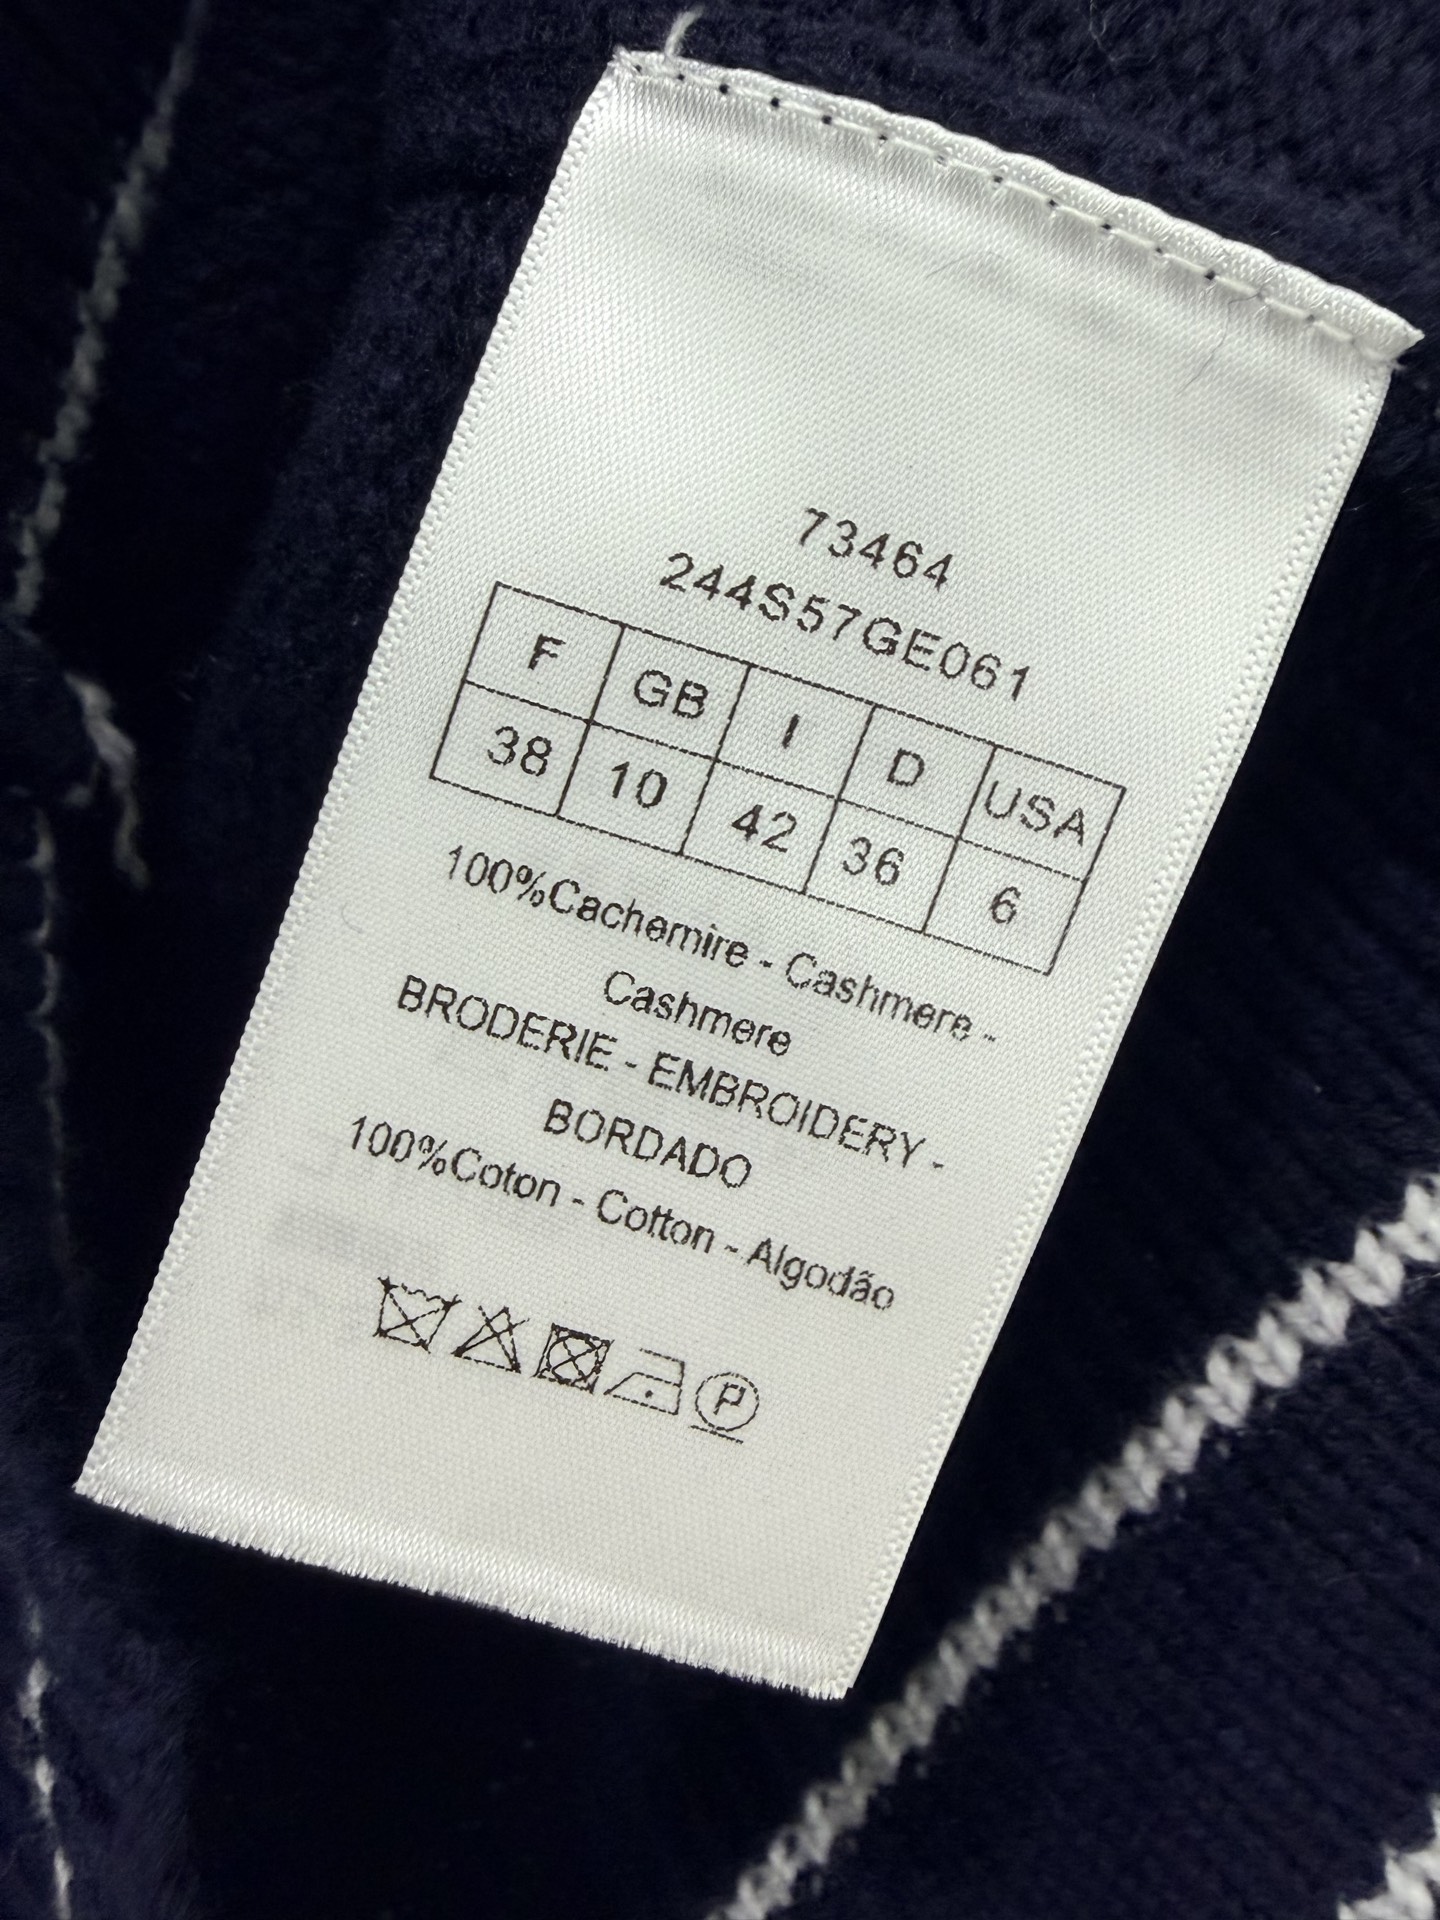 73464
244S57GE061
F GB I D USA
38 10 42 36 6
100%Cachemire - Cashmere -
Cashmere
BRODERIE - EMBROIDERY -
BORDADO
100%Coton - Cotton - Algodão
P